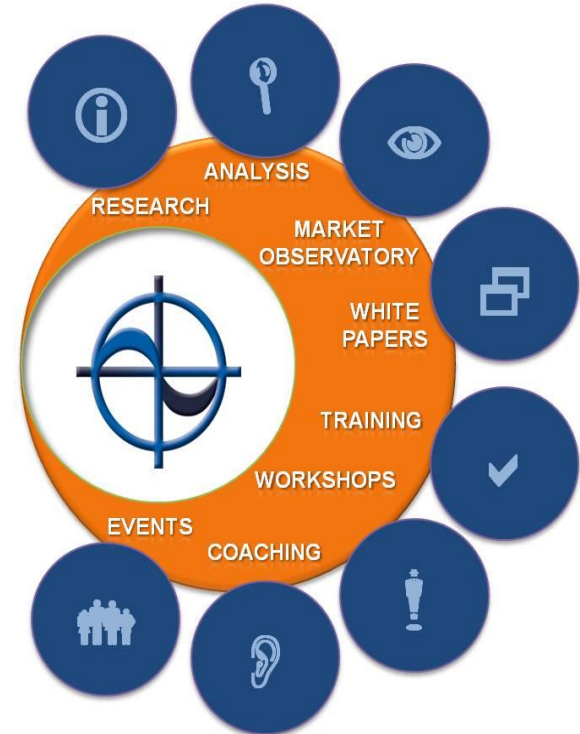 ANALYSIS
RESEARCH
MARKET
OBSERVATORY
WHITE
PAPERS
TRAINING
WORKSHOPS
EVENTS
COACHING